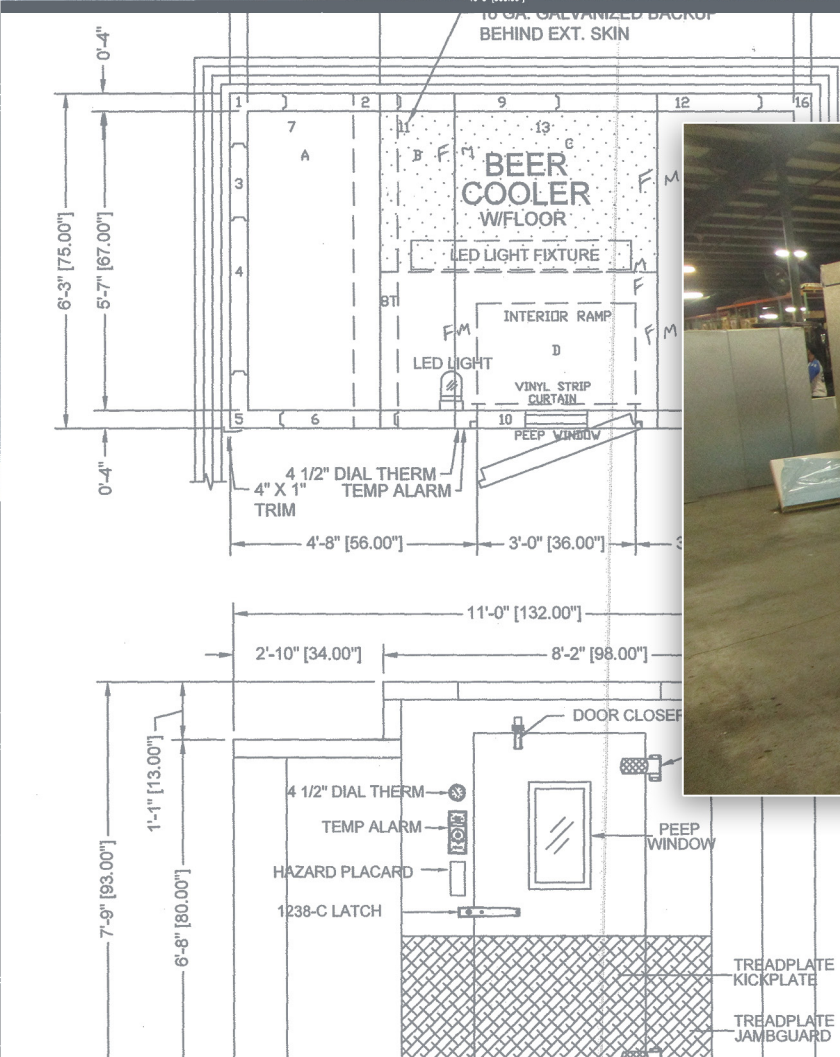 16 GA. GALVANIZED BACKUP
BEHIND EXT. SKIN
0'-4"
1
2
9
12
16
7
11
13
A
B
F M
C
BEER
COOLER
W/FLOOR
F M
3
6'-3" [75.00"]
5'-7" [67.00"]
LED LIGHT FIXTURE
M
F
4
8T
INTERIOR RAMP
F M
F M
D
LED LIGHT
VINYL STRIP
CURTAIN
5
6
10
PEEP WINDOW
0'-4"
4 1/2" DIAL THERM
4" X 1"
TRIM
TEMP ALARM
4'-8" [56.00"]
3'-0" [36.00"]
3
11'-0" [132.00"]
2'-10" [34.00"]
8'-2" [98.00"]
DOOR CLOSER
1'-1" [13.00"]
4 1/2" DIAL THERM
TEMP ALARM
PEEP
WINDOW
7'-9" [93.00"]
6'-8" [80.00"]
HAZARD PLACARD
1238-C LATCH
TREADPLATE
KICKPLATE
TREADPLATE
JAMBGUARD